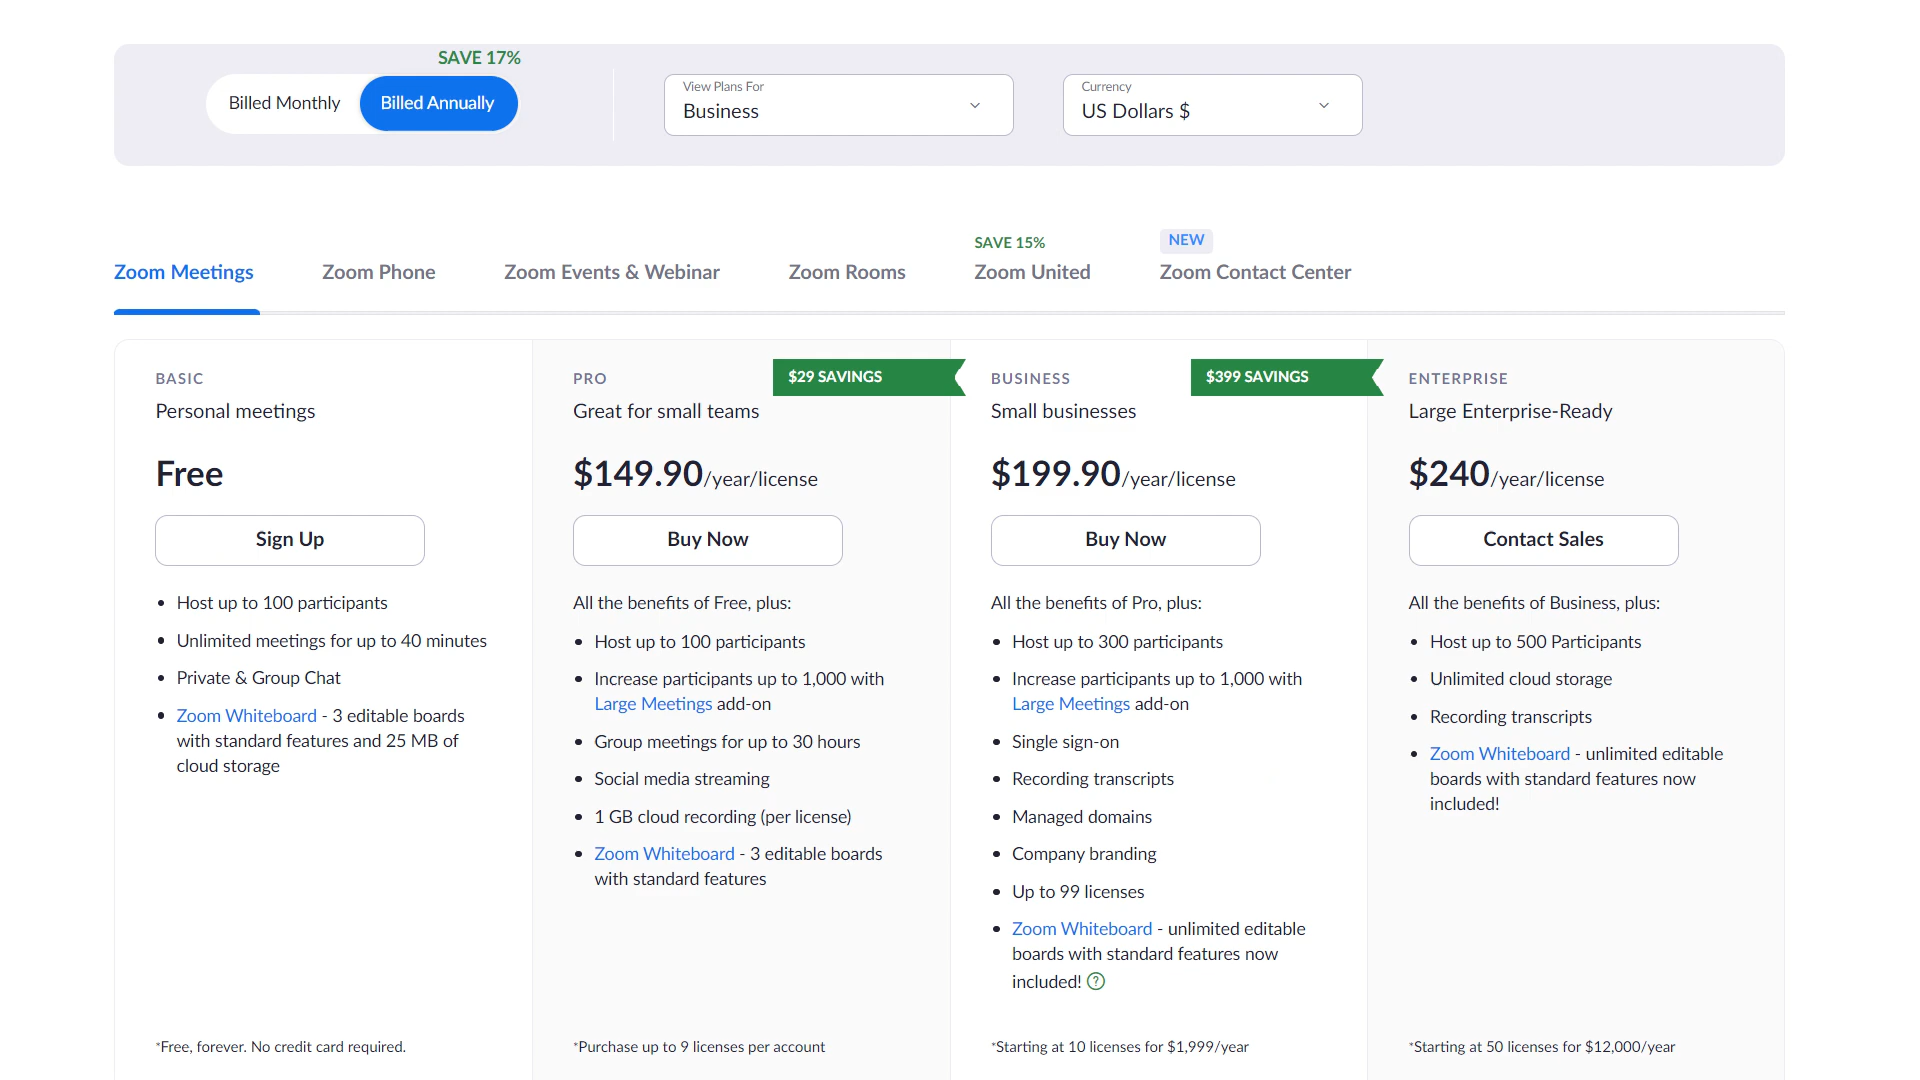 SAVE 17%
Billed Monthly
Billed Annually
View Plans For
Business
Currency
US Dollars $
SAVE 15%
NEW
Zoom Meetings
Zoom Phone
Zoom Events & Webinar
Zoom Rooms
Zoom United
Zoom Contact Center
BASIC
Personal meetings
Free
Sign Up
Host up to 100 participants
Unlimited meetings for up to 40 minutes
Private & Group Chat
Zoom Whiteboard - 3 editable boards
with standard features and 25 MB of
cloud storage
*Free, forever. No credit card required.
PRO
$29 SAVINGS
Great for small teams
$149.90/year/license
Buy Now
All the benefits of Free, plus:
Host up to 100 participants
Increase participants up to 1,000 with
Large Meetings add-on
Group meetings for up to 30 hours
Social media streaming
1 GB cloud recording (per license)
Zoom Whiteboard - 3 editable boards
with standard features
*Purchase up to 9 licenses per account
BUSINESS
$399 SAVINGS
Small businesses
$199.90/year/license
Buy Now
All the benefits of Pro, plus:
Host up to 300 participants
Increase participants up to 1,000 with
Large Meetings add-on
Single sign-on
Recording transcripts
Managed domains
Company branding
Up to 99 licenses
Zoom Whiteboard - unlimited editable
boards with standard features now
included! ?
*Starting at 10 licenses for $1,999/year
ENTERPRISE
Large Enterprise-Ready
$240/year/license
Contact Sales
All the benefits of Business, plus:
Host up to 500 Participants
Unlimited cloud storage
Recording transcripts
Zoom Whiteboard - unlimited editable
boards with standard features now
included!
*Starting at 50 licenses for $12,000/year